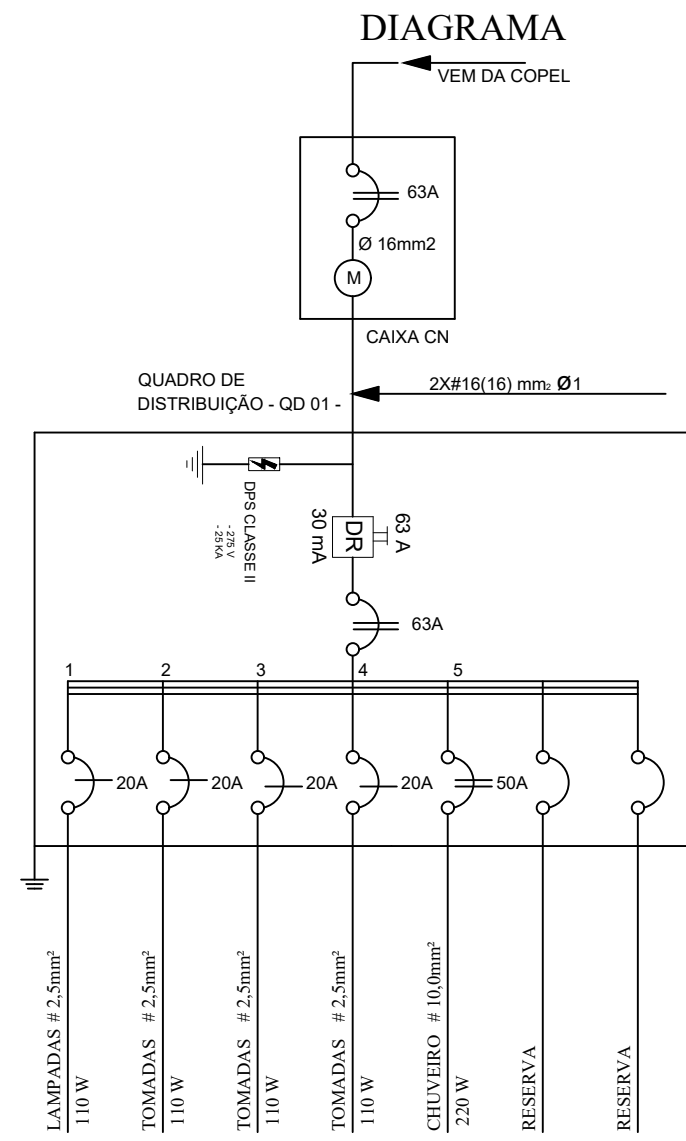 DIAGRAMA
VEM DA COPEL
63A
Ø 16mm2
M
CAIXA CN
QUADRO DE
DISTRIBUIÇÃO - QD 01 -
2X#16(16) mm₂ Ø1
DPS CLASSE II
- 275 V
- 25 KA
63 A
DR
30 mA
63A
1 2 3 4 5
20A 20A 20A 20A 50A
LAMPADAS # 2,5mm²
110 W
TOMADAS # 2,5mm²
110 W
TOMADAS # 2,5mm²
110 W
TOMADAS # 2,5mm²
110 W
CHUVEIRO # 10,0mm²
220 W
RESERVA
RESERVA